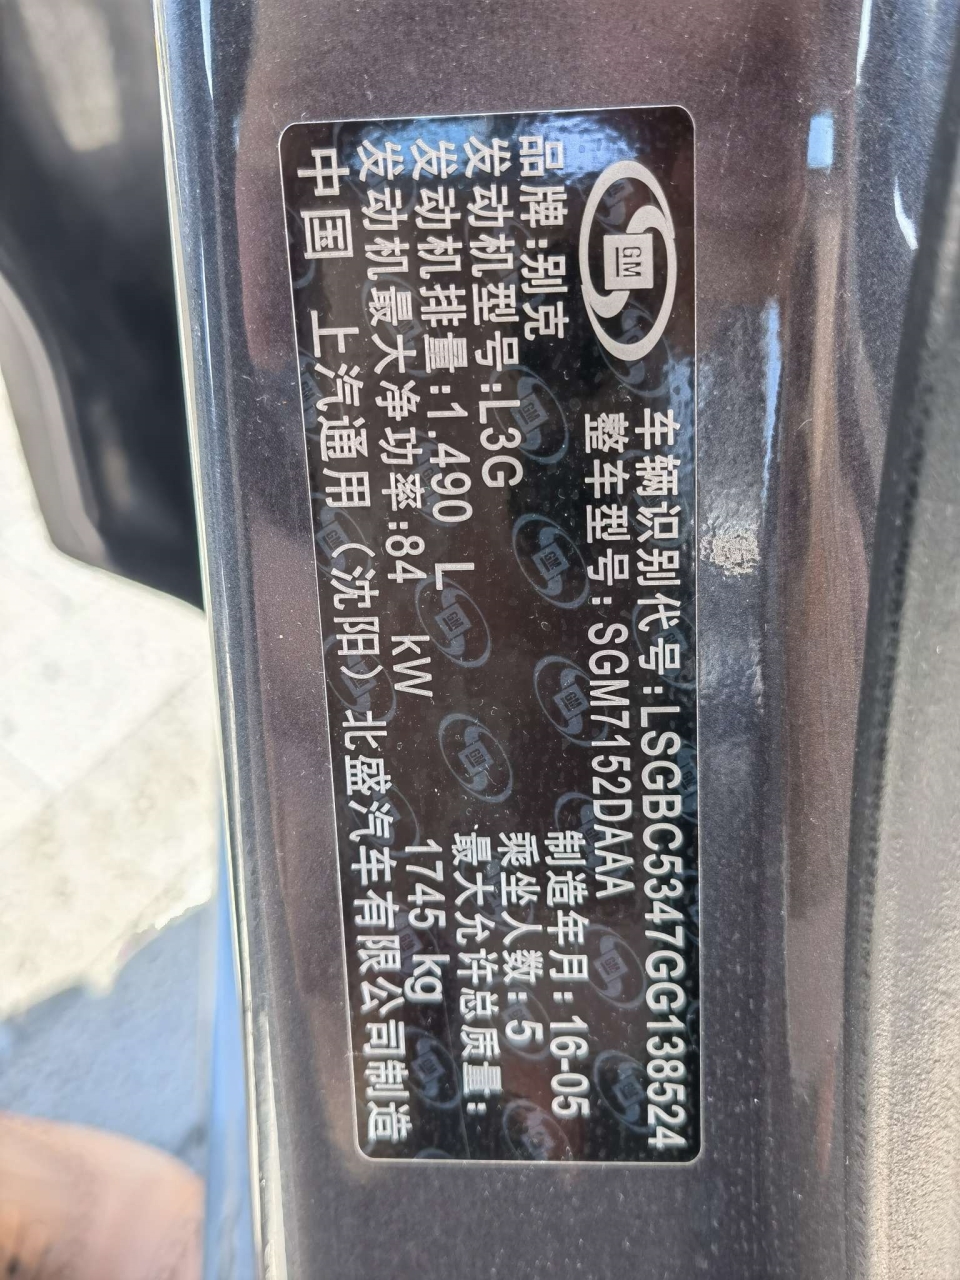 GM
车辆识别代号:LSGBC5347GG138524
整车型号:SGM7152DAAA
品牌:别克
制造年月:16-05
发动机型号:L3G
乘坐人数:5
发动机排量:1.490 L
最大允许总质量:
发动机最大净功率:84 kW
1745 kg
中国 上汽通用(沈阳)北盛汽车有限公司制造